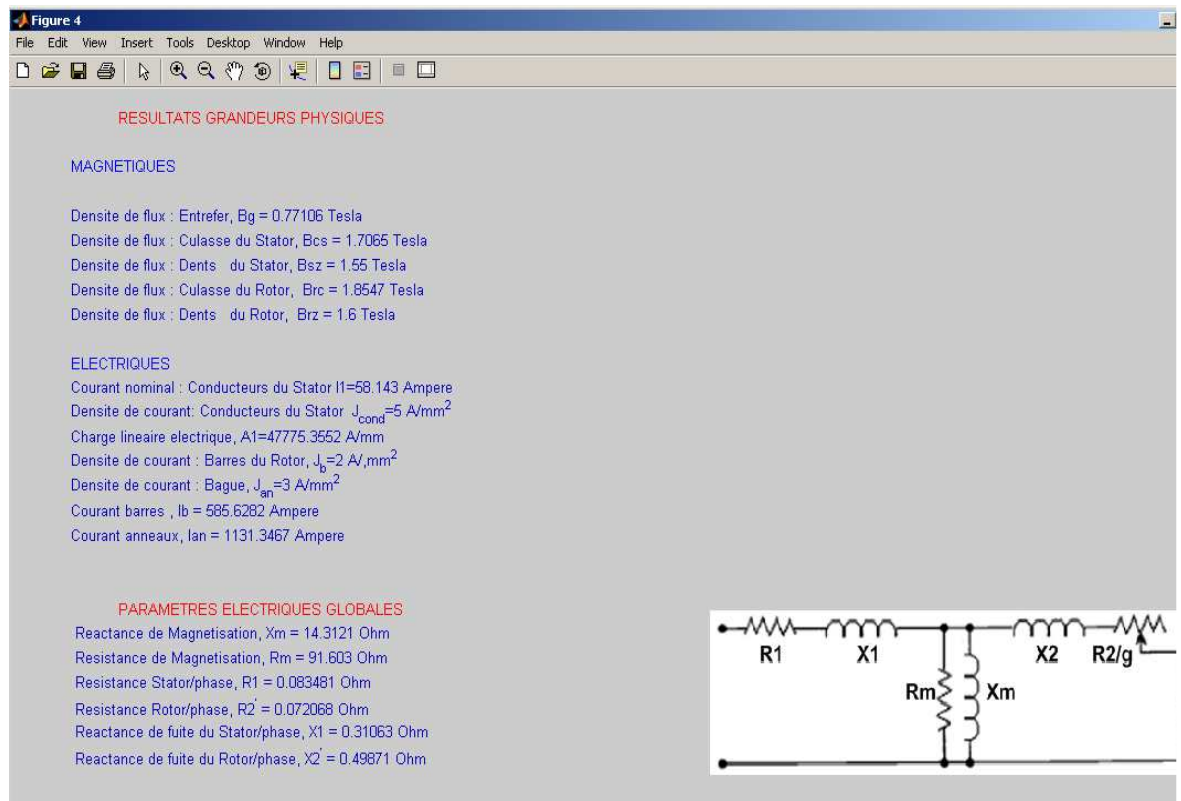 Figure 4
File Edit View Insert Tools Desktop Window Help
RESULTATS GRANDEURS PHYSIQUES
MAGNETIQUES
Densite de flux : Entrefer, Bg = 0.77106 Tesla
Densite de flux : Culasse du Stator, Bcs = 1.7065 Tesla
Densite de flux : Dents du Stator, Bsz = 1.55 Tesla
Densite de flux : Culasse du Rotor, Brc = 1.8547 Tesla
Densite de flux : Dents du Rotor, Brz = 1.6 Tesla
ELECTRIQUES
Courant nominal : Conducteurs du Stator I1=58.143 Ampere
Densite de courant: Conducteurs du Stator J_cond=5 A/mm²
Charge lineaire electrique, A1=47775.3552 A/mm
Densite de courant : Barres du Rotor, J_b=2 A/,mm²
Densite de courant : Bague, J_an=3 A/mm²
Courant barres , Ib = 585.6282 Ampere
Courant anneaux, Ian = 1131.3467 Ampere
PARAMETRES ELECTRIQUES GLOBALES
Reactance de Magnetisation, Xm = 14.3121 Ohm
Resistance de Magnetisation, Rm = 91.603 Ohm
Resistance Stator/phase, R1 = 0.083481 Ohm
Resistance Rotor/phase, R2' = 0.072068 Ohm
Reactance de fuite du Stator/phase, X1 = 0.31063 Ohm
Reactance de fuite du Rotor/phase, X2' = 0.49871 Ohm
R1 X1 X2 R2/g
Rm Xm